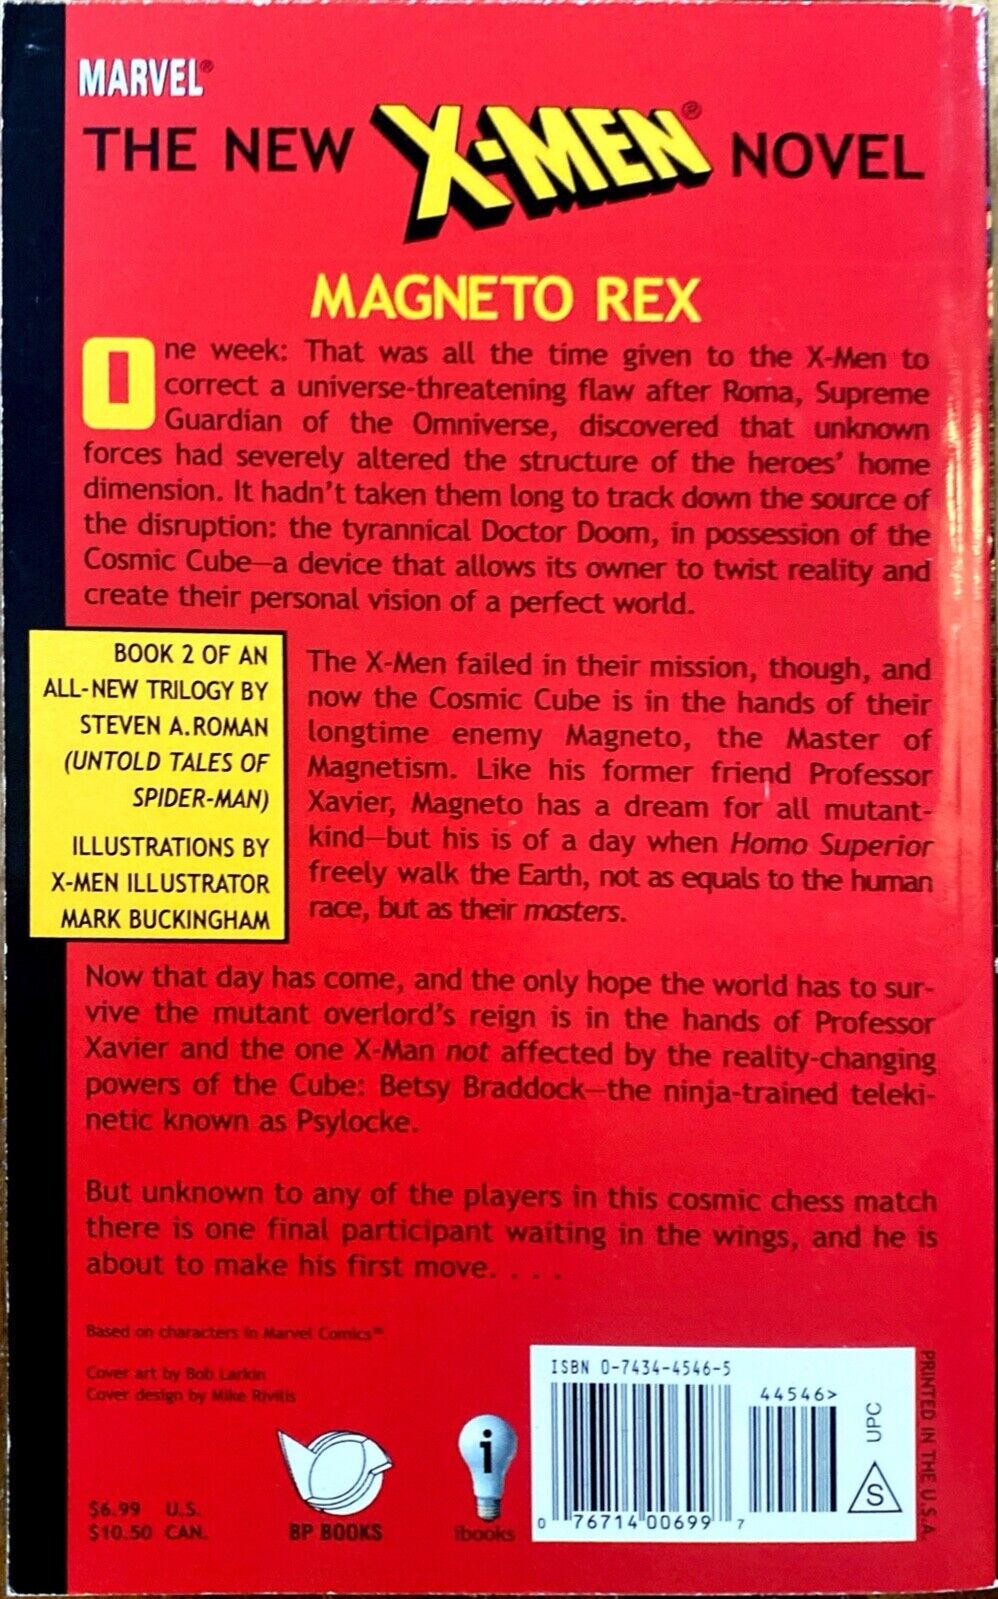 MARVEL®
THE NEW X-MEN® NOVEL
MAGNETO REX
One week: That was all the time given to the X-Men to
correct a universe-threatening flaw after Roma, Supreme
Guardian of the Omniverse, discovered that unknown
forces had severely altered the structure of the heroes' home
dimension. It hadn't taken them long to track down the source of
the disruption: the tyrannical Doctor Doom, in possession of the
Cosmic Cube—a device that allows its owner to twist reality and
create their personal vision of a perfect world.
BOOK 2 OF AN
ALL-NEW TRILOGY BY
STEVEN A. ROMAN
(UNTOLD TALES OF
SPIDER-MAN)
ILLUSTRATIONS BY
X-MEN ILLUSTRATOR
MARK BUCKINGHAM
The X-Men failed in their mission, though, and
now the Cosmic Cube is in the hands of their
longtime enemy Magneto, the Master of
Magnetism. Like his former friend Professor
Xavier, Magneto has a dream for all mutant-
kind—but his is of a day when Homo Superior
freely walk the Earth, not as equals to the human
race, but as their masters.
Now that day has come, and the only hope the world has to sur-
vive the mutant overlord's reign is in the hands of Professor
Xavier and the one X-Man not affected by the reality-changing
powers of the Cube: Betsy Braddock—the ninja-trained teleki-
netic known as Psylocke.
But unknown to any of the players in this cosmic chess match
there is one final participant waiting in the wings, and he is
about to make his first move. . . .
Based on characters in Marvel Comics™.
Cover art by Bob Larkin
Cover design by Mike Rivilis
$6.99 U.S.
$10.50 CAN.
BP BOOKS
i
ibooks
ISBN 0-7434-4546-5
44546>
0 76714 00699 7
UPC
S
PRINTED IN THE U.S.A.